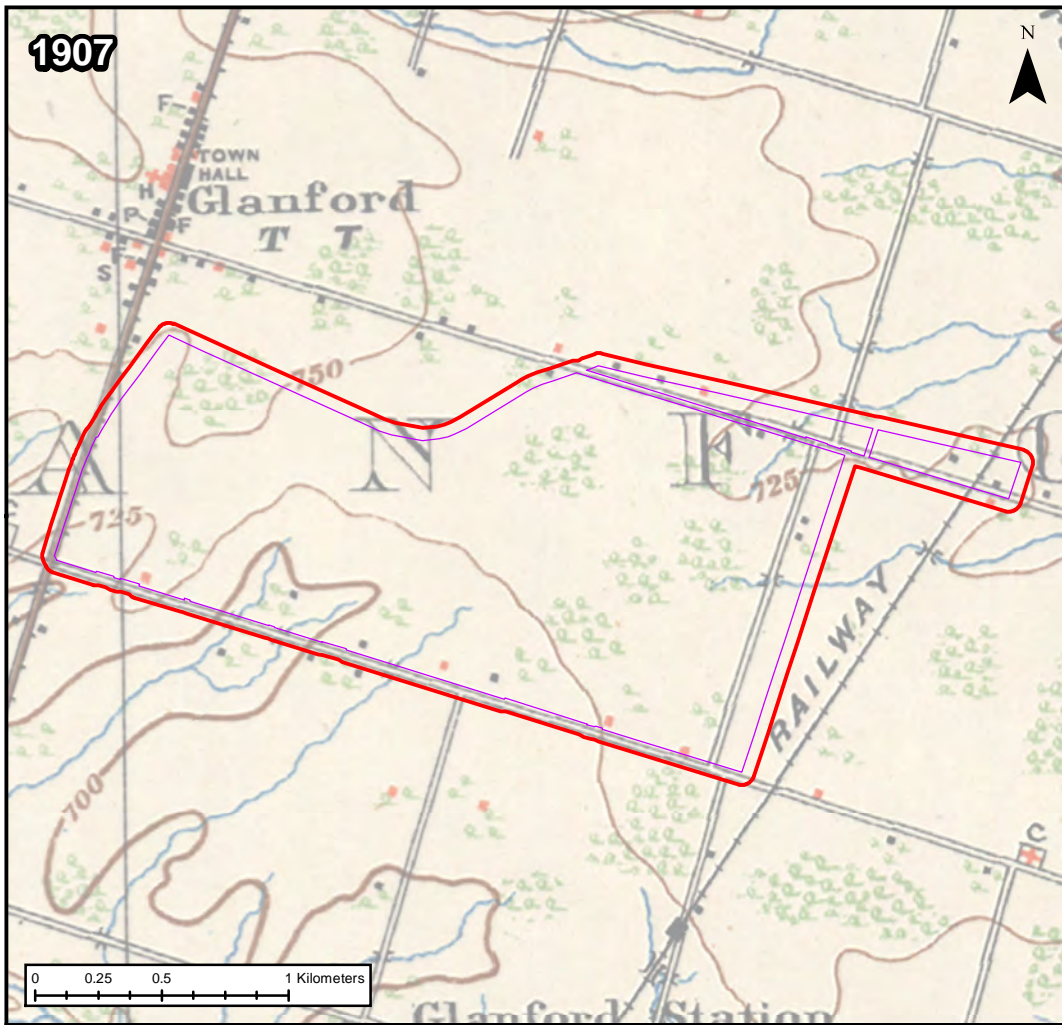 1907
N
F
TOWN
HALL
H
Glanford
P
F
T T
F
S
750
A N F
725
725
C
RAILWAY
700
C
0 0.25 0.5 1 Kilometers
Glanford Station